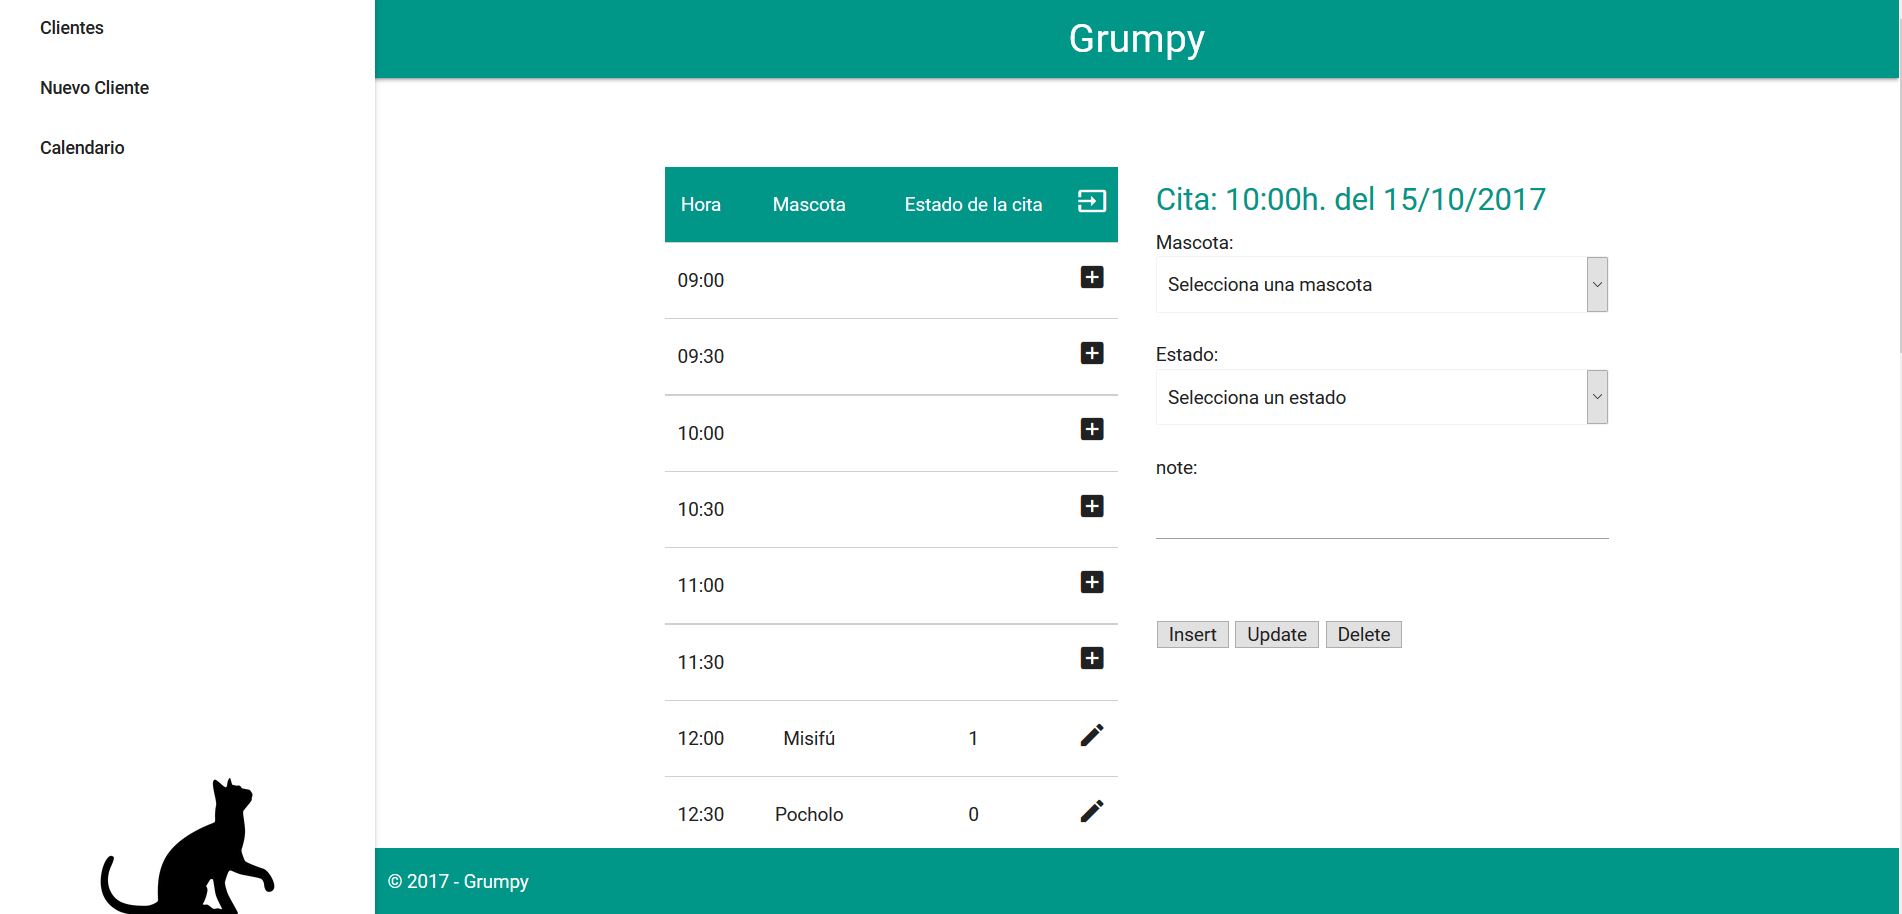 Clientes
Nuevo Cliente
Calendario
Grumpy
Hora Mascota Estado de la cita
09:00
09:30
10:00
10:30
11:00
11:30
12:00 Misifú 1
12:30 Pocholo 0
Cita: 10:00h. del 15/10/2017
Mascota:
Selecciona una mascota
Estado:
Selecciona un estado
note:
Insert Update Delete
© 2017 - Grumpy